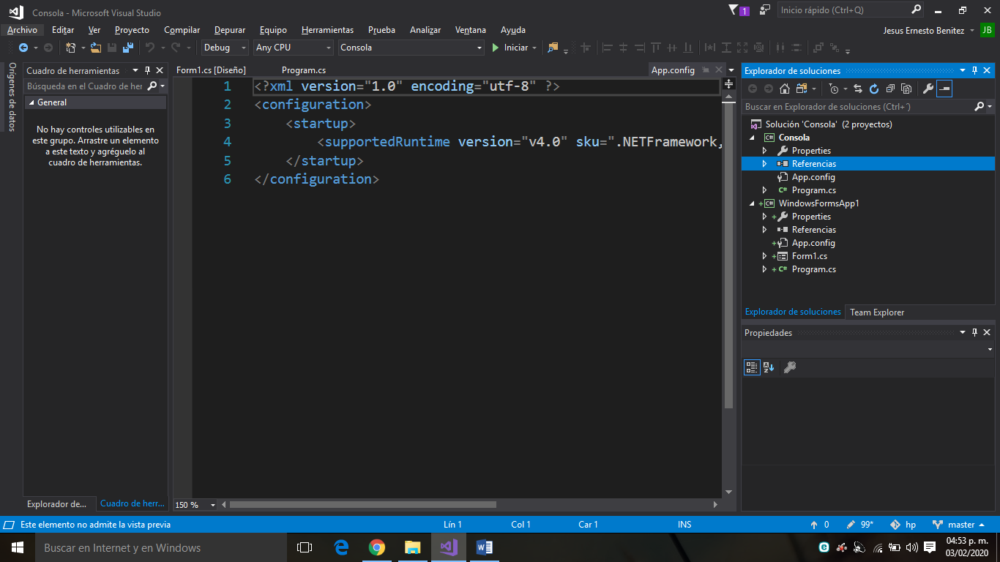 Consola - Microsoft Visual Studio
1
Inicio rápido (Ctrl+Q)
Archivo Editar Ver Proyecto Compilar Depurar Equipo Herramientas Prueba Analizar Ventana Ayuda
Jesus Ernesto Benitez JB
Debug Any CPU Consola Iniciar
Orígenes de datos
Cuadro de herramientas
Búsqueda en el Cuadro de her
General
No hay controles utilizables en
este grupo. Arrastre un elemento
a este texto y agréguelo al
cuadro de herramientas.
Explorador de... Cuadro de herr...
Form1.cs [Diseño] Program.cs App.config
1 <?xml version="1.0" encoding="utf-8" ?>
2 <configuration>
3 <startup>
4 <supportedRuntime version="v4.0" sku=".NETFramework,
5 </startup>
6 </configuration>
150 %
Explorador de soluciones
Buscar en Explorador de soluciones (Ctrl+´)
Solución 'Consola' (2 proyectos)
C# Consola
Properties
Referencias
App.config
C# Program.cs
+C# WindowsFormsApp1
+ Properties
Referencias
+ App.config
+ Form1.cs
+ C# Program.cs
Explorador de soluciones Team Explorer
Propiedades
Este elemento no admite la vista previa Lín 1 Col 1 Car 1 INS 0 99* hp master
Buscar en Internet y en Windows
04:53 p. m.
03/02/2020